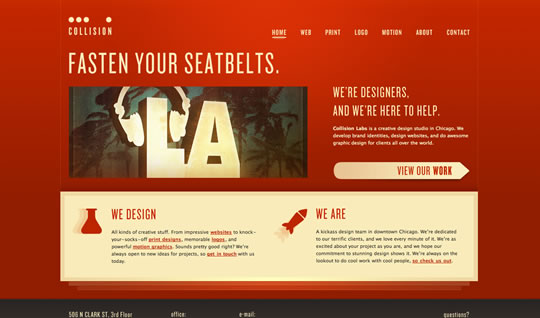 COLLISION
HOME WEB PRINT LOGO MOTION ABOUT CONTACT
FASTEN YOUR SEATBELTS.
LA
WE'RE DESIGNERS,
AND WE'RE HERE TO HELP.
Collision Labs is a creative design studio in Chicago. We
develop brand identities, design websites, and do awesome
graphic design for clients all over the world.
VIEW OUR WORK
WE DESIGN
All kinds of creative stuff. From impressive websites to knock-
your-socks-off print designs, memorable logos, and
powerful motion graphics. Sounds pretty good right? We're
always open to new ideas for projects, so get in touch with us
today.
WE ARE
A kickass design team in downtown Chicago. We're dedicated
to our terrific clients, and we love every minute of it. We're as
excited about your project as you are, and we hope our
commitment to stunning design shows it. We're always on the
lookout to do cool work with cool people, so check us out.
506 N CLARK ST, 3rd Floor
office:
e-mail:
questions?